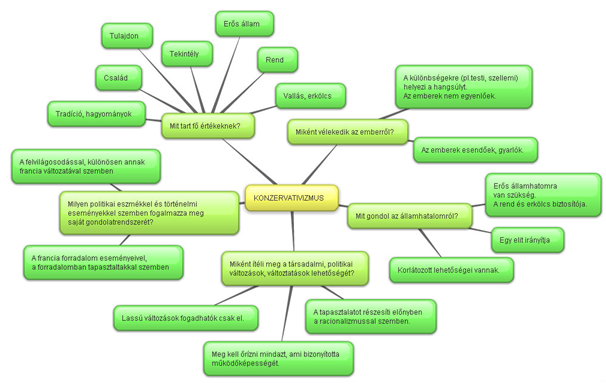 Erős állam
Tulajdon
Tekintély
Rend
Család
Vallás, erkölcs
Tradíció, hagyományok
Mit tart fő értékeknek?
A különbségekre (pl.testi, szellemi)
helyezi a hangsúlyt.
Az emberek nem egyenlőek.
Miként vélekedik az emberről?
Az emberek esendőek, gyarlók.
A felvilágosodással, különösen annak
francia változatával szemben
Milyen politikai eszmékkel és történelmi
eseményekkel szemben fogalmazza meg
saját gondolatrendszerét?
A francia forradalom eseményeivel,
a forradalomban tapasztaltakkal szemben
KONZERVATIVIZMUS
Mit gondol az államhatalomról?
Erős államhatomra
van szükség.
A rend és erkölcs biztosítója.
Egy elit irányítja
Korlátozott lehetőségei vannak.
Miként ítéli meg a társadalmi, politikai
változások, változtatások lehetőségét?
Lassú változások fogadhatók csak el.
A tapasztalatot részesíti előnyben
a racionalizmussal szemben.
Meg kell őrízni mindazt, ami bizonyította
működőképességét.